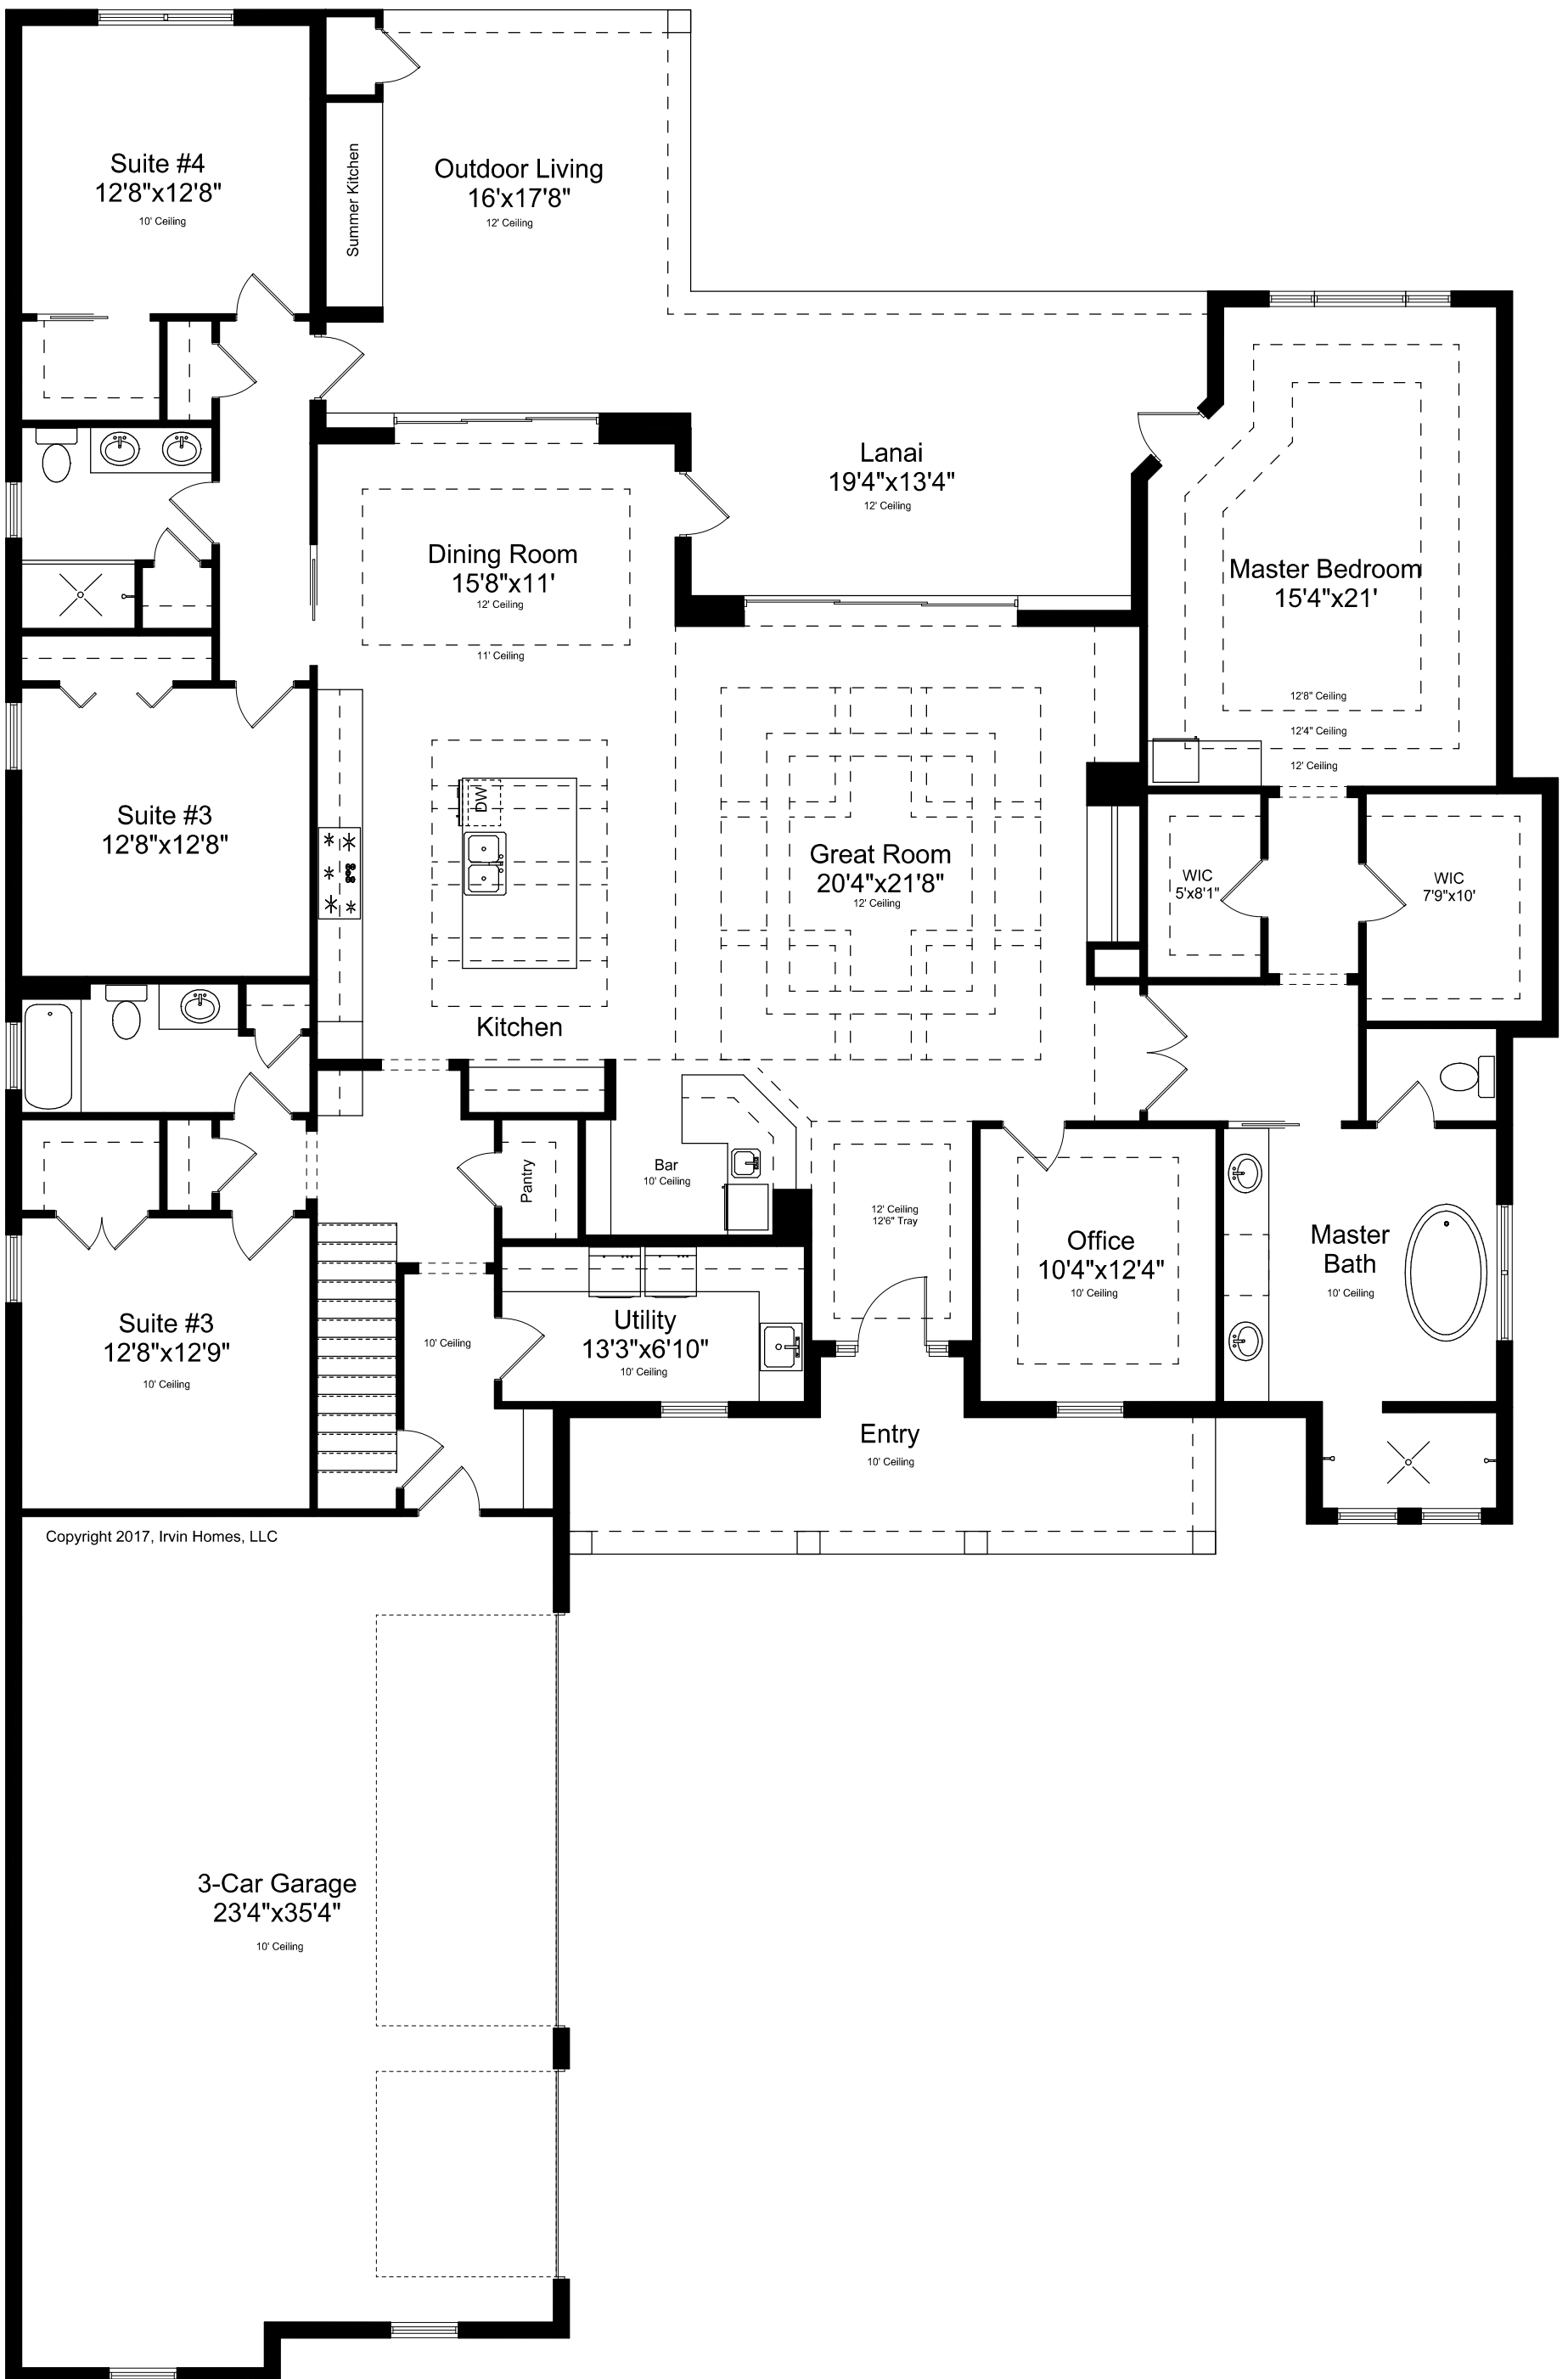 Suite #4
12'8"x12'8"
10' Ceiling
Summer Kitchen
Outdoor Living
16'x17'8"
12' Ceiling
Lanai
19'4"x13'4"
12' Ceiling
Dining Room
15'8"x11'
12' Ceiling
11' Ceiling
Master Bedroom
15'4"x21'
12'8" Ceiling
12'4" Ceiling
12' Ceiling
Suite #3
12'8"x12'8"
DW
Great Room
20'4"x21'8"
12' Ceiling
WIC
5'x8'1"
WIC
7'9"x10'
Kitchen
Pantry
Bar
10' Ceiling
12' Ceiling
12'6" Tray
Office
10'4"x12'4"
10' Ceiling
Master
Bath
10' Ceiling
Suite #3
12'8"x12'9"
10' Ceiling
10' Ceiling
Utility
13'3"x6'10"
10' Ceiling
Entry
10' Ceiling
Copyright 2017, Irvin Homes, LLC
3-Car Garage
23'4"x35'4"
10' Ceiling